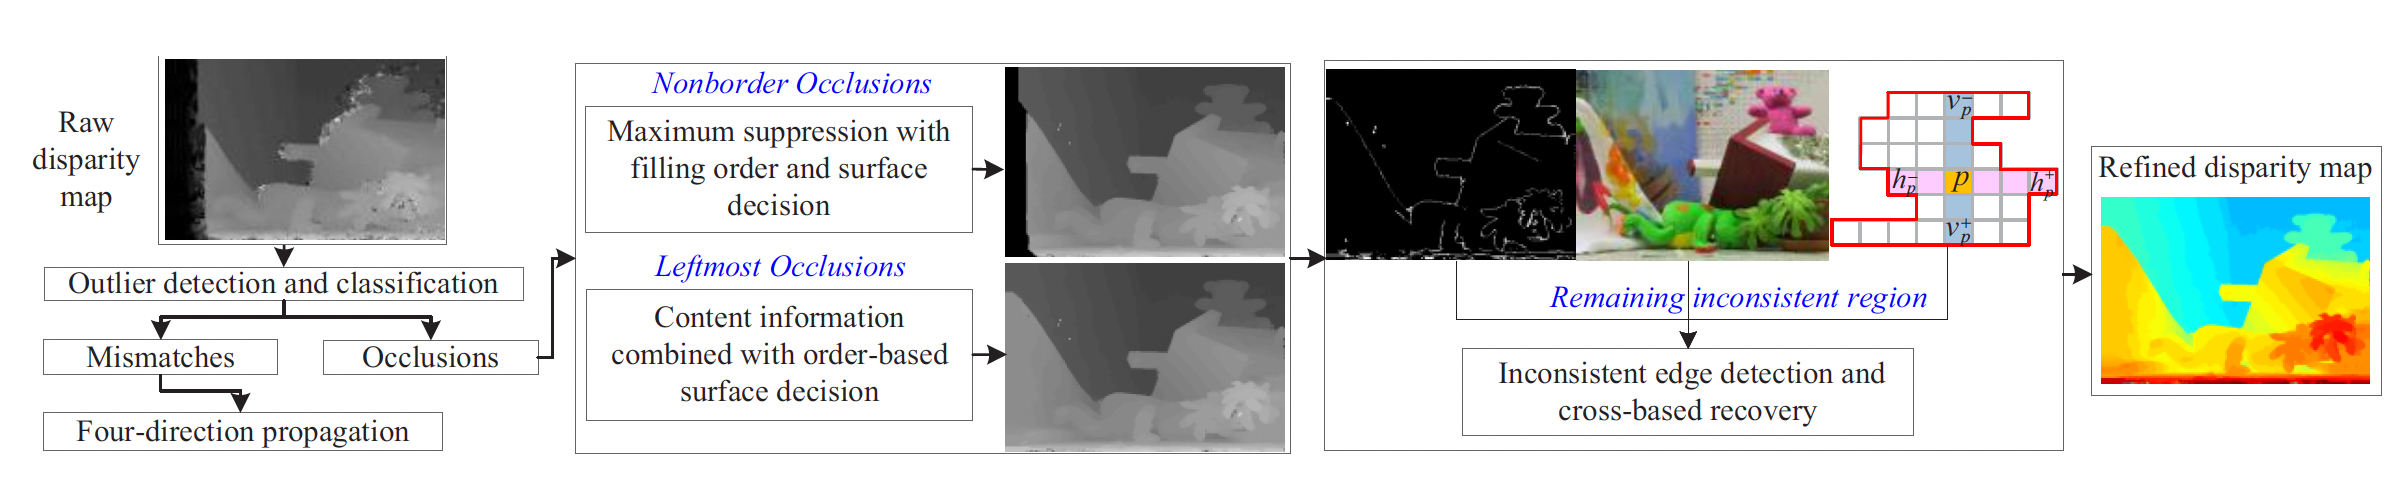 Raw
disparity
map
Outlier detection and classification
Mismatches
Occlusions
Four-direction propagation
Nonborder Occlusions
Maximum suppression with
filling order and surface
decision
Leftmost Occlusions
Content information
combined with order-based
surface decision
v_p^-
h_p^- p h_p^+
v_p^+
Remaining inconsistent region
Inconsistent edge detection and
cross-based recovery
Refined disparity map